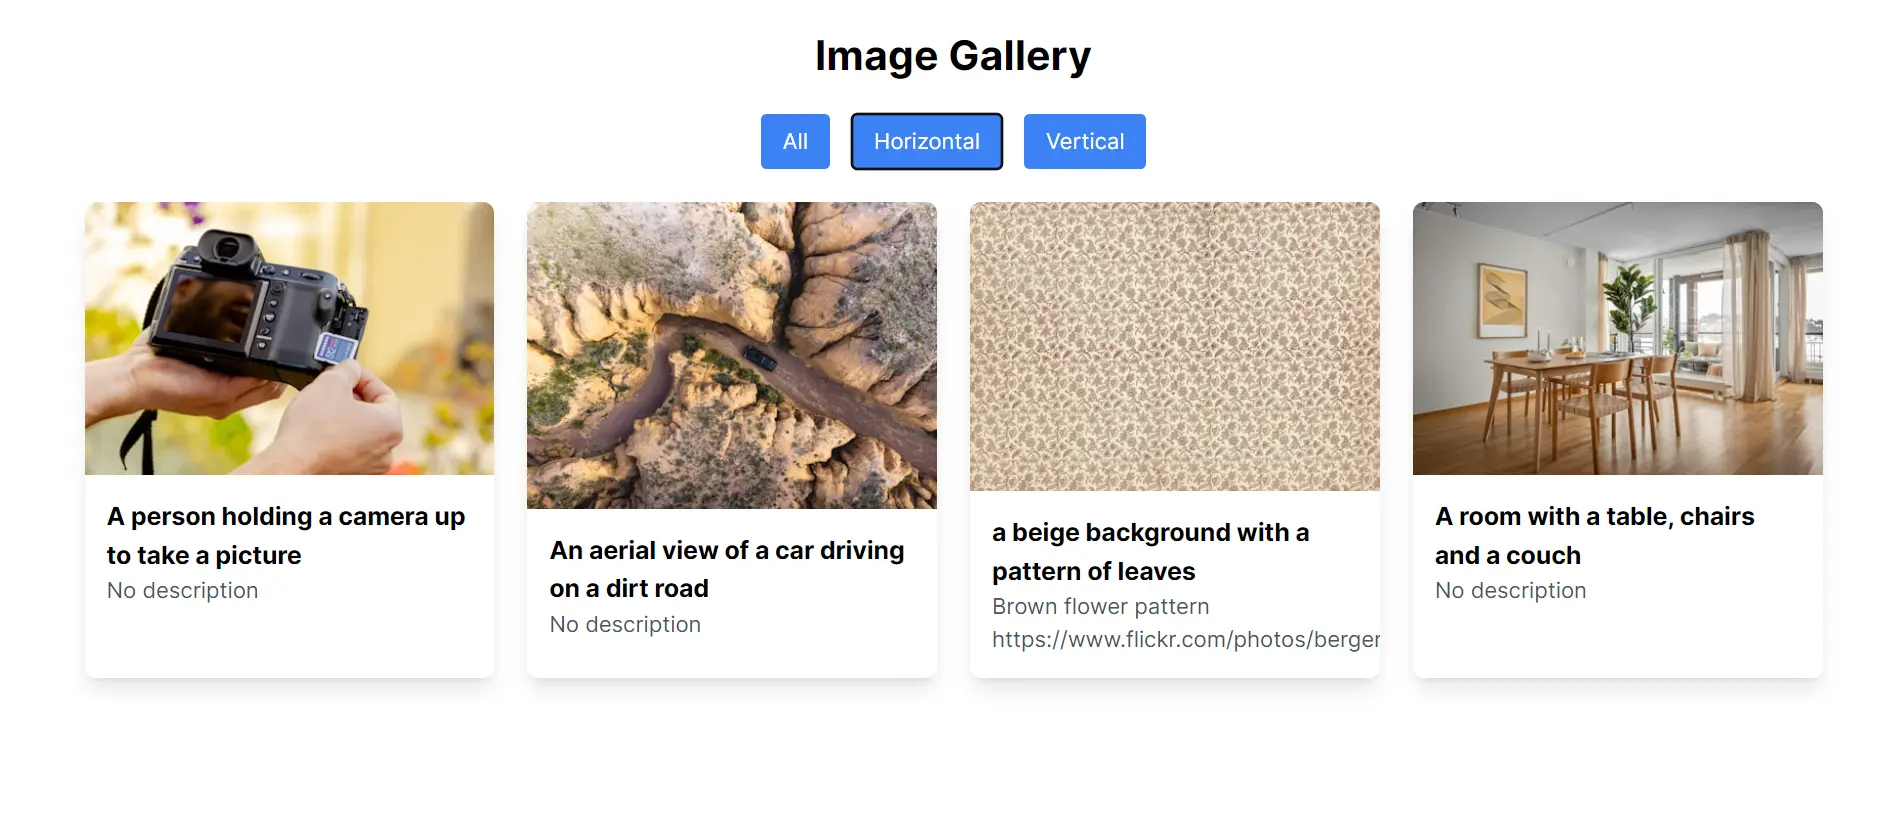 Image Gallery
All
Horizontal
Vertical
A person holding a camera up
to take a picture
No description
An aerial view of a car driving
on a dirt road
No description
a beige background with a
pattern of leaves
Brown flower pattern
https://www.flickr.com/photos/berger
A room with a table, chairs
and a couch
No description